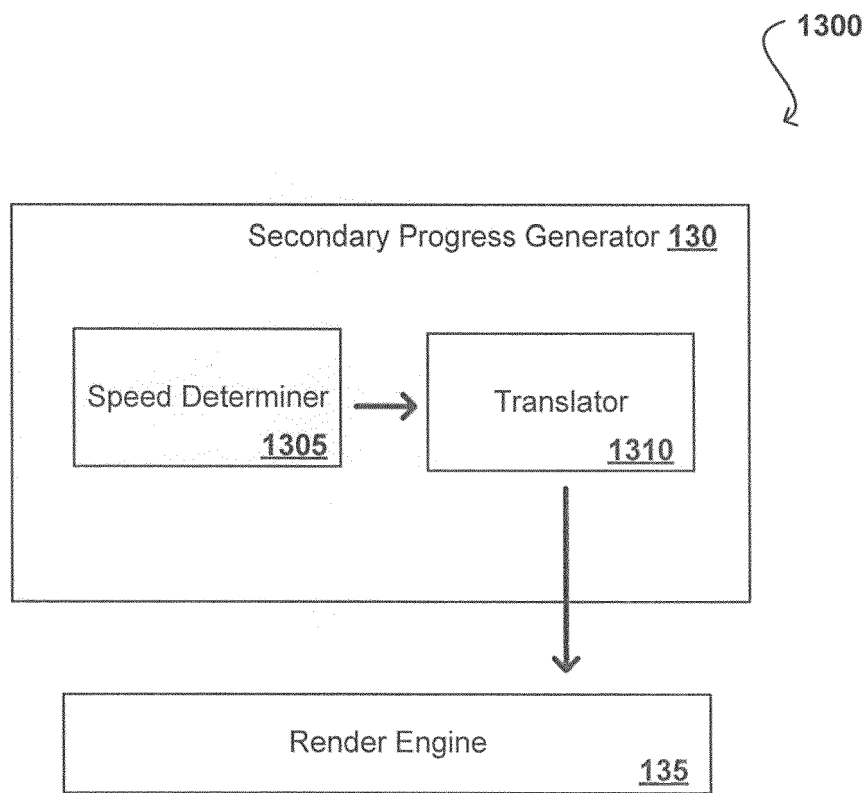 1300
Secondary Progress Generator 130
Speed Determiner
1305
Translator
1310
Render Engine
135